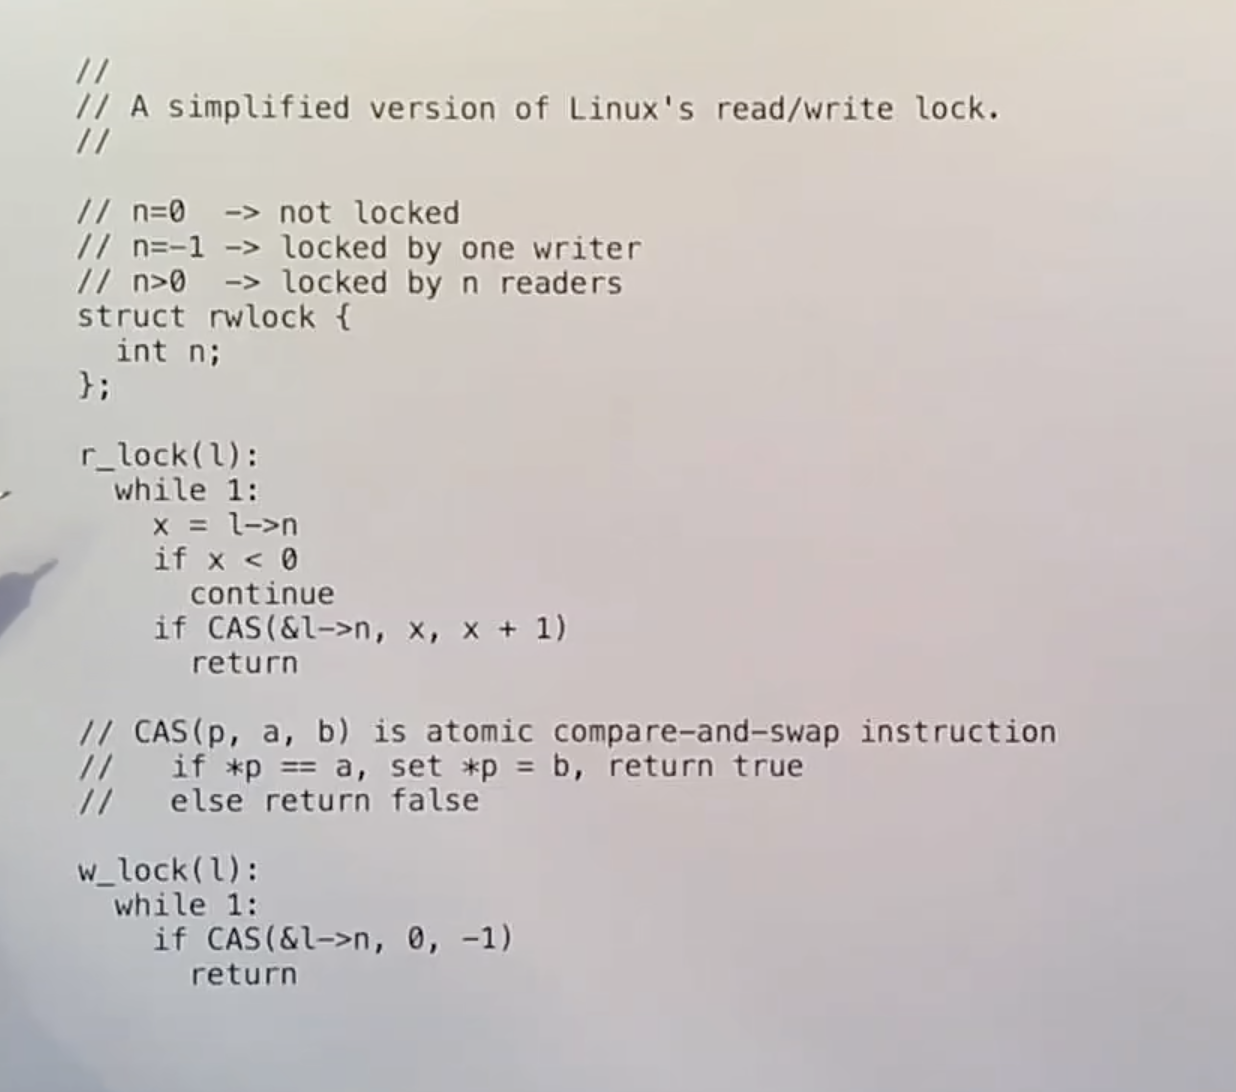 //
// A simplified version of Linux's read/write lock.
//
// n=0  -> not locked
// n=-1 -> locked by one writer
// n>0  -> locked by n readers
struct rwlock {
  int n;
};
r_lock(l):
  while 1:
    x = l->n
    if x < 0
      continue
    if CAS(&l->n, x, x + 1)
      return
// CAS(p, a, b) is atomic compare-and-swap instruction
//   if *p == a, set *p = b, return true
//   else return false
w_lock(l):
  while 1:
    if CAS(&l->n, 0, -1)
      return